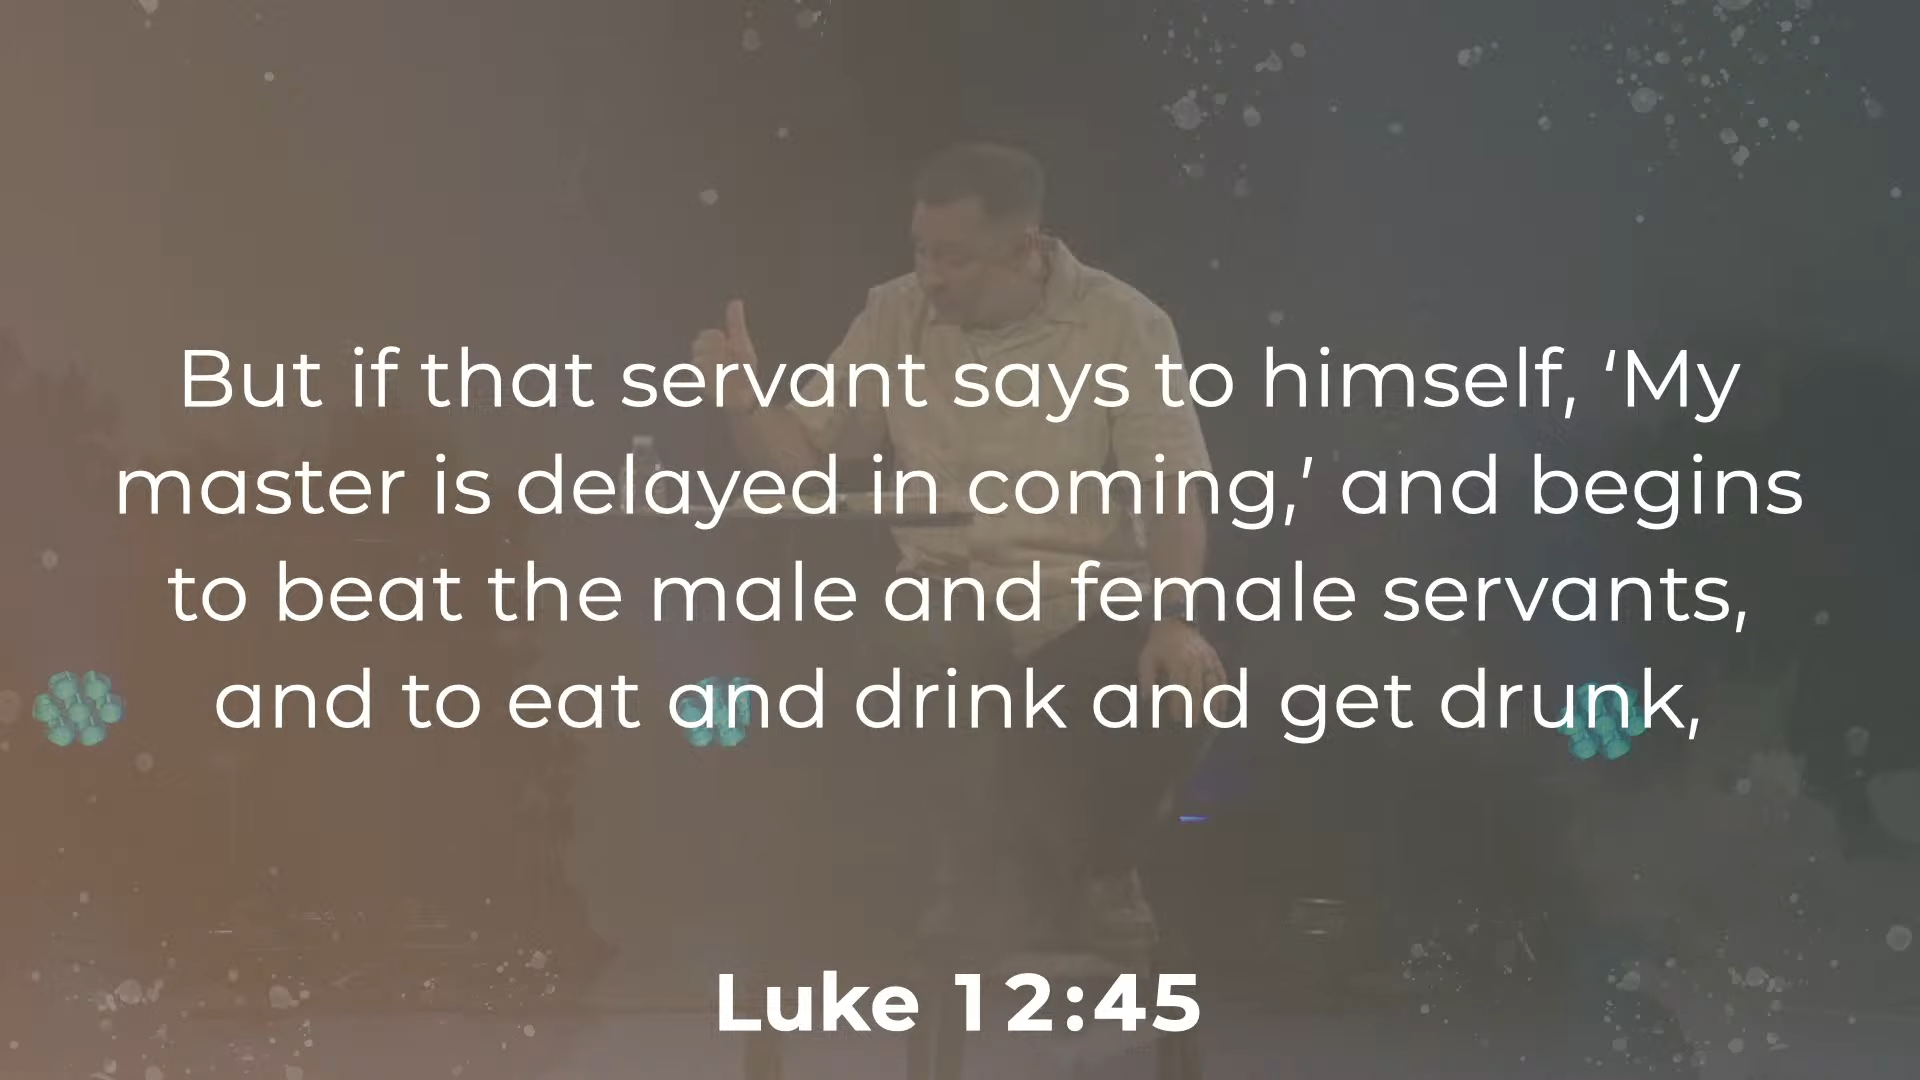 But if that servant says to himself, ‘My
master is delayed in coming,’ and begins
to beat the male and female servants,
and to eat and drink and get drunk,
Luke 12:45